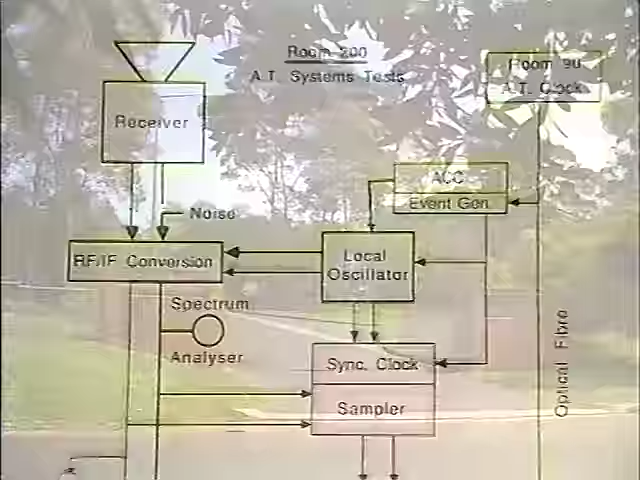 Room 200
A.T. Systems Tests
Room 90
A.T. Clock
Receiver
ACC
Event Gen.
Noise
RF/IF Conversion
Local
Oscillator
Spectrum
Analyser
Sync. Clock
Sampler
Optical Fibre